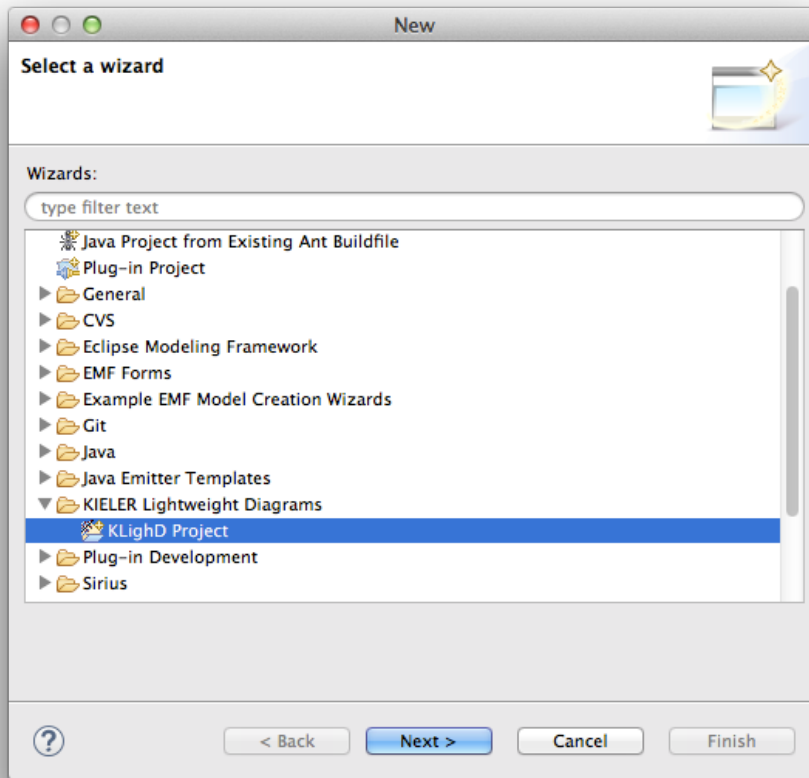 New
Select a wizard
Wizards:
type filter text
Java Project from Existing Ant Buildfile
Plug-in Project
General
CVS
Eclipse Modeling Framework
EMF Forms
Example EMF Model Creation Wizards
Git
Java
Java Emitter Templates
KIELER Lightweight Diagrams
KLighD Project
Plug-in Development
Sirius
? < Back Next > Cancel Finish